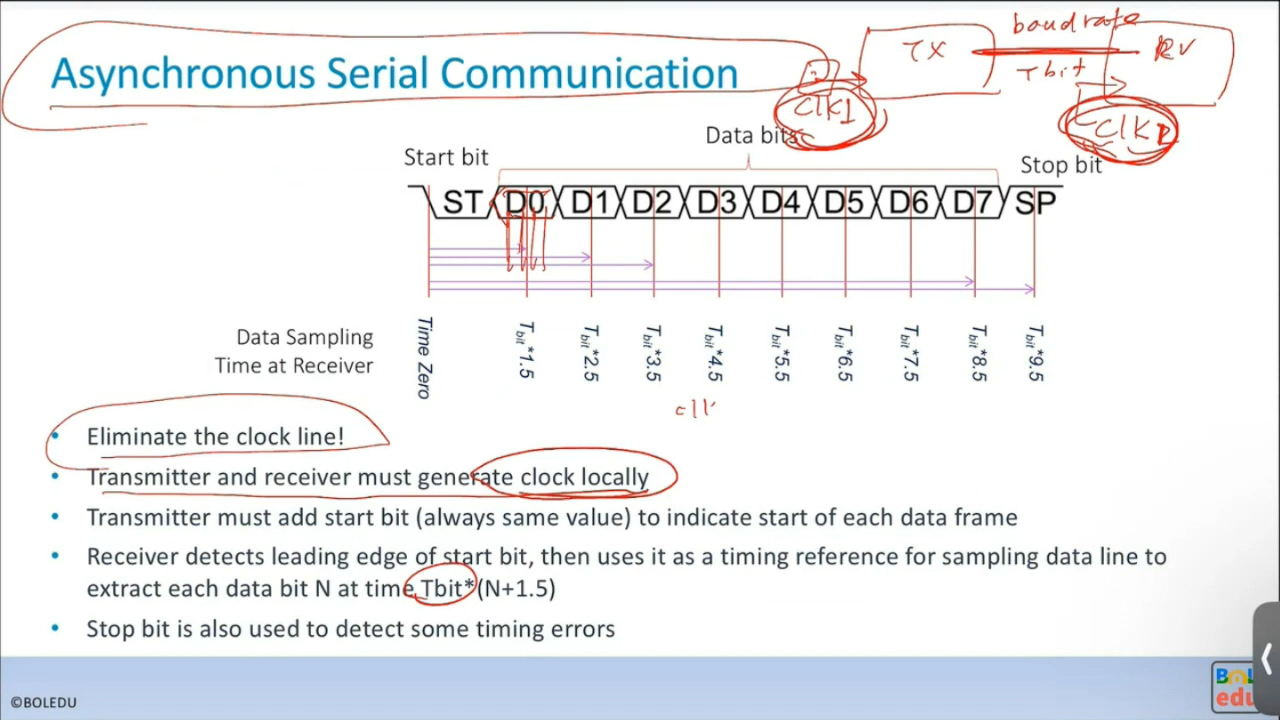 baud rate
TX
RV
Tbit
Asynchronous Serial Communication
CLK1
CLK2
Data bits
Start bit
Stop bit
ST D0 D1 D2 D3 D4 D5 D6 D7 SP
Data Sampling
Time at Receiver
Time Zero
Tbit*1.5
Tbit*2.5
Tbit*3.5
Tbit*4.5
Tbit*5.5
Tbit*6.5
Tbit*7.5
Tbit*8.5
Tbit*9.5
• Eliminate the clock line!
• Transmitter and receiver must generate clock locally
• Transmitter must add start bit (always same value) to indicate start of each data frame
• Receiver detects leading edge of start bit, then uses it as a timing reference for sampling data line to
extract each data bit N at time Tbit*(N+1.5)
• Stop bit is also used to detect some timing errors
©BOLEDU
BOL
edu